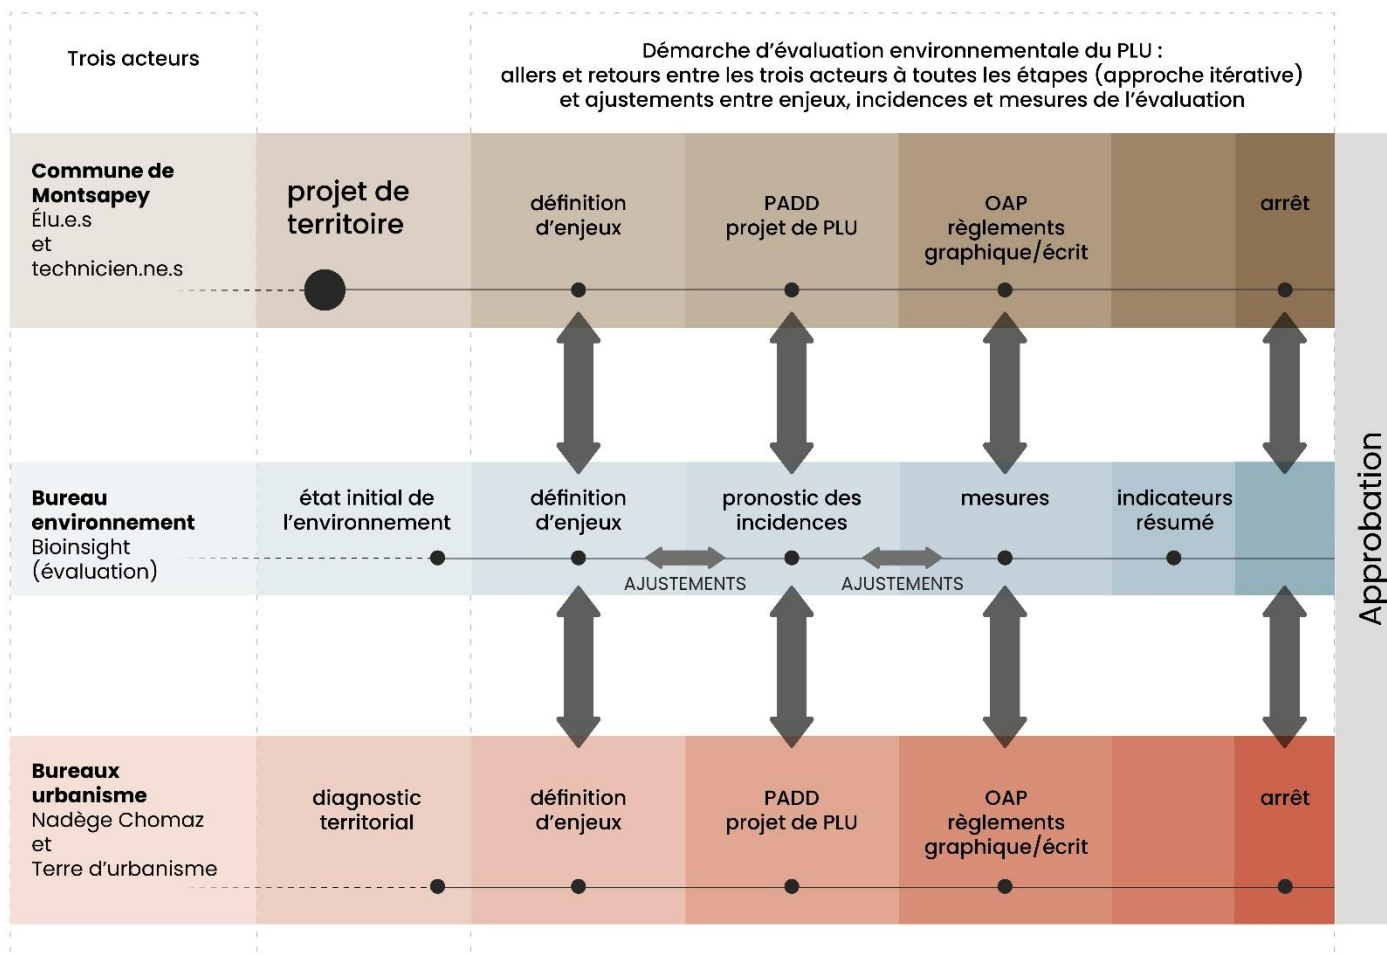 Trois acteurs
Démarche d’évaluation environnementale du PLU :
allers et retours entre les trois acteurs à toutes les étapes (approche itérative)
et ajustements entre enjeux, incidences et mesures de l’évaluation
Commune de
Montsapey
Élu.e.s
et
technicien.ne.s
projet de
territoire
définition
d’enjeux
PADD
projet de PLU
OAP
règlements
graphique/écrit
arrêt
Bureau
environnement
Bioinsight
(évaluation)
état initial de
l’environnement
définition
d’enjeux
pronostic des
incidences
mesures
indicateurs
résumé
AJUSTEMENTS
AJUSTEMENTS
Bureaux
urbanisme
Nadège Chomaz
et
Terre d’urbanisme
diagnostic
territorial
définition
d’enjeux
PADD
projet de PLU
OAP
règlements
graphique/écrit
arrêt
Approbation